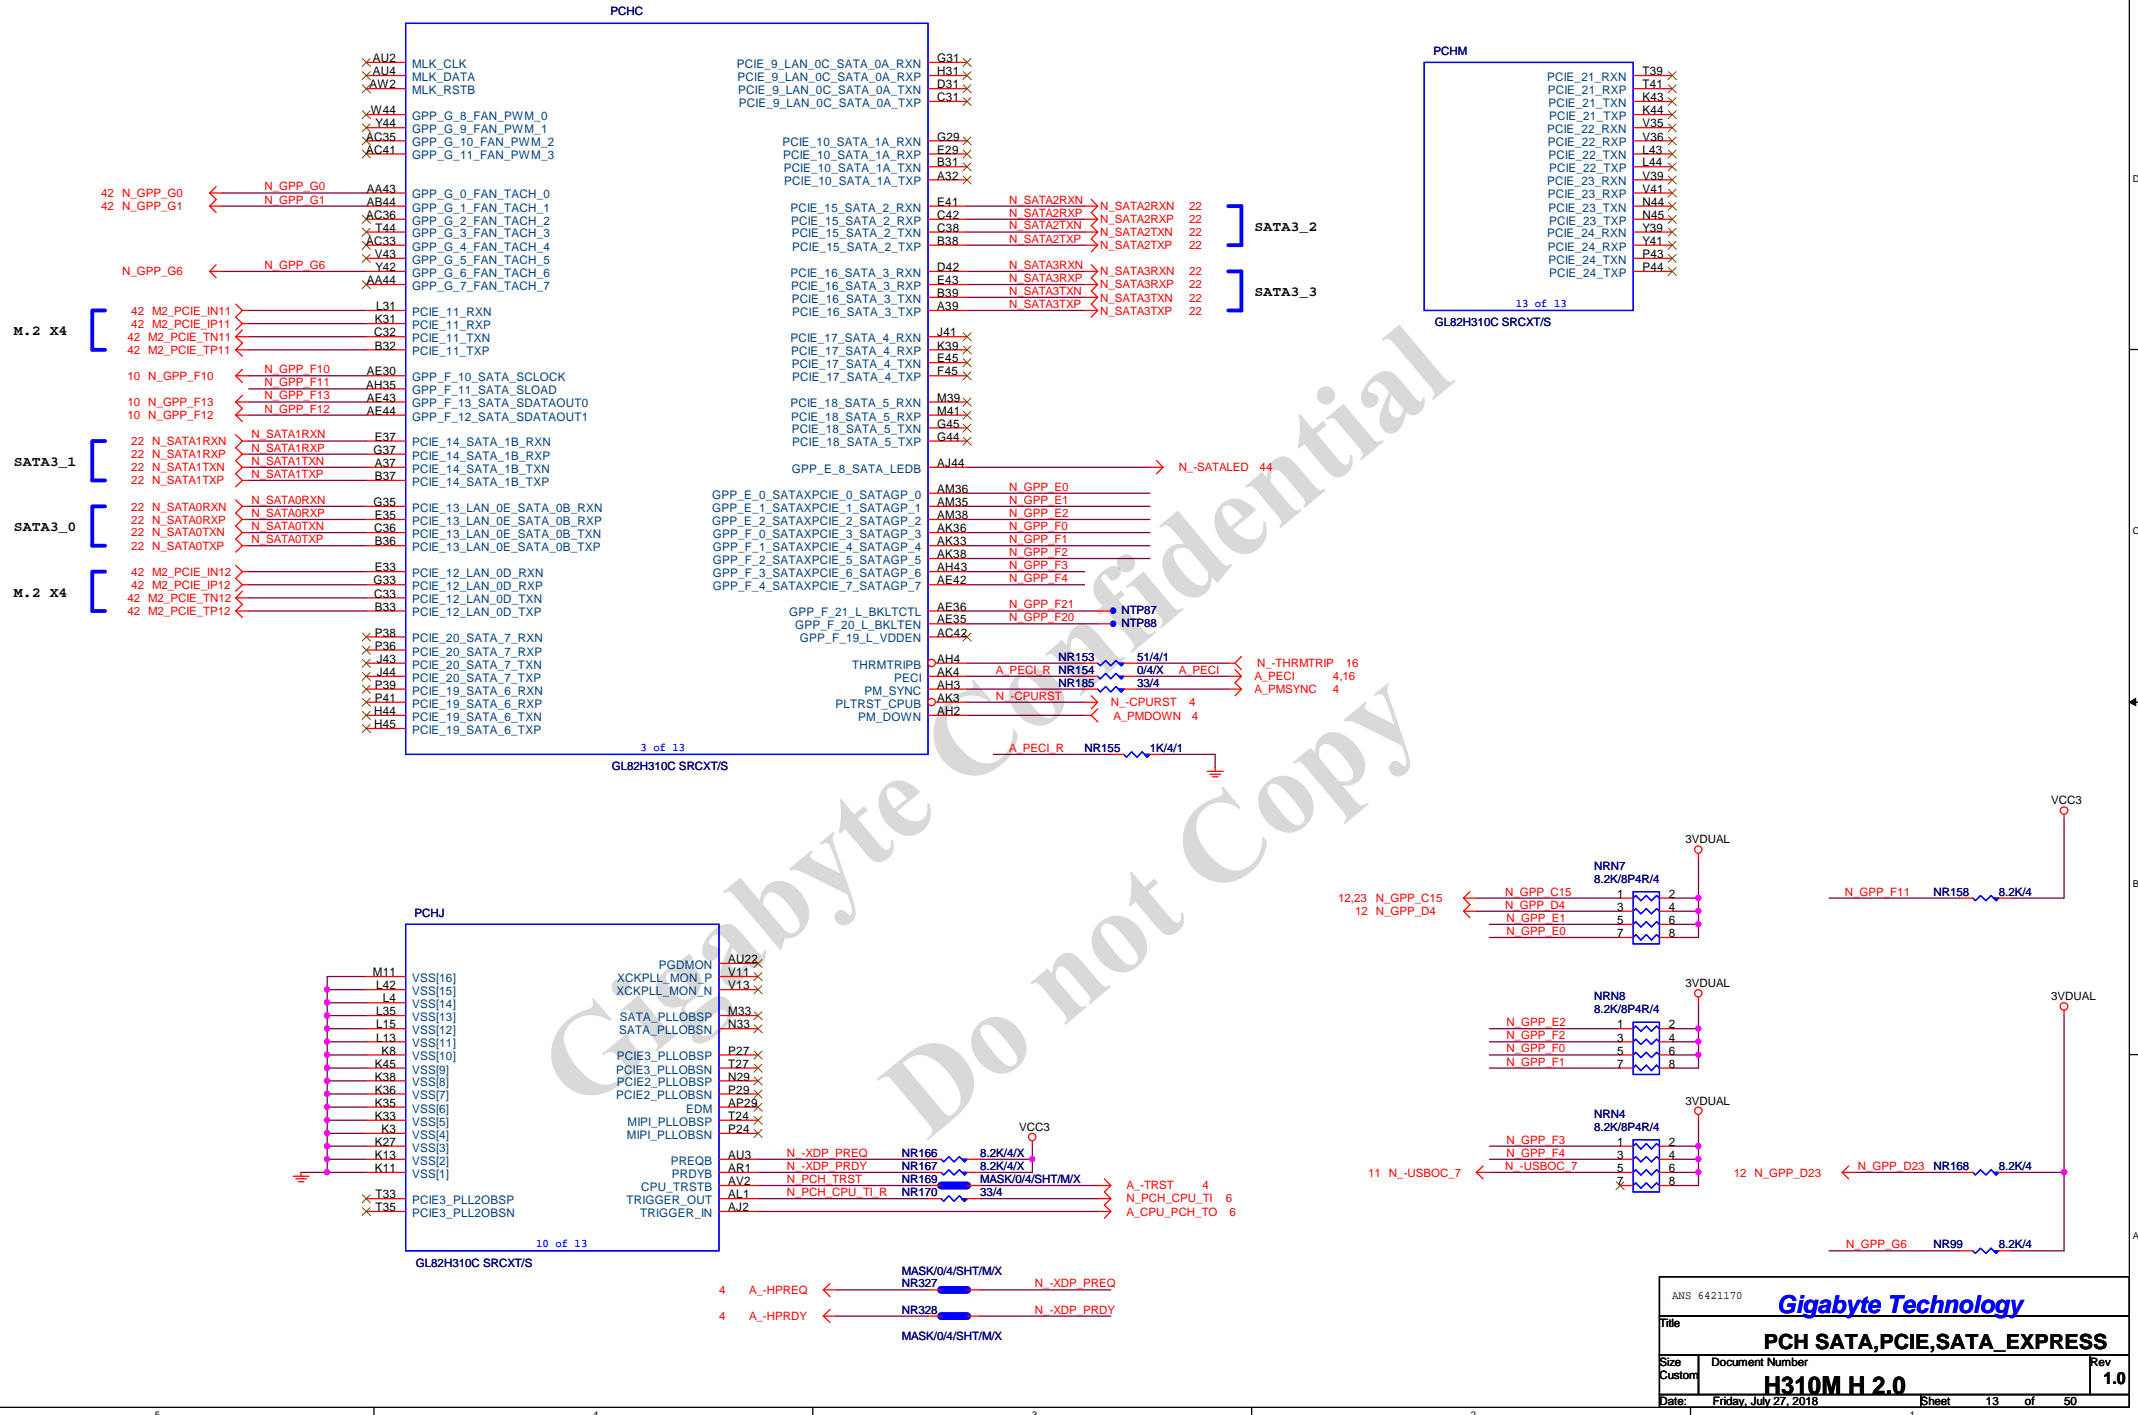 PCHC
AU2 MLK_CLK
AU4 MLK_DATA
AW2 MLK_RSTB
W44 GPP_G_8_FAN_PWM_0
Y44 GPP_G_9_FAN_PWM_1
AC35 GPP_G_10_FAN_PWM_2
AC41 GPP_G_11_FAN_PWM_3
42 N_GPP_G0 N_GPP_G0 AA43 GPP_G_0_FAN_TACH_0
42 N_GPP_G1 N_GPP_G1 AB44 GPP_G_1_FAN_TACH_1
AC36 GPP_G_2_FAN_TACH_2
T44 GPP_G_3_FAN_TACH_3
AC33 GPP_G_4_FAN_TACH_4
V43 GPP_G_5_FAN_TACH_5
N_GPP_G6 N_GPP_G6 Y42 GPP_G_6_FAN_TACH_6
AA44 GPP_G_7_FAN_TACH_7
M.2 X4
42 M2_PCIE_IN11 L31 PCIE_11_RXN
42 M2_PCIE_IP11 K31 PCIE_11_RXP
42 M2_PCIE_TN11 C32 PCIE_11_TXN
42 M2_PCIE_TP11 B32 PCIE_11_TXP
10 N_GPP_F10 N_GPP_F10 AE30 GPP_F_10_SATA_SCLOCK
N_GPP_F11 AH35 GPP_F_11_SATA_SLOAD
10 N_GPP_F13 N_GPP_F13 AE43 GPP_F_13_SATA_SDATAOUT0
10 N_GPP_F12 N_GPP_F12 AE44 GPP_F_12_SATA_SDATAOUT1
SATA3_1
22 N_SATA1RXN N_SATA1RXN E37 PCIE_14_SATA_1B_RXN
22 N_SATA1RXP N_SATA1RXP G37 PCIE_14_SATA_1B_RXP
22 N_SATA1TXN N_SATA1TXN A37 PCIE_14_SATA_1B_TXN
22 N_SATA1TXP N_SATA1TXP B37 PCIE_14_SATA_1B_TXP
SATA3_0
22 N_SATA0RXN N_SATA0RXN G35 PCIE_13_LAN_0E_SATA_0B_RXN
22 N_SATA0RXP N_SATA0RXP E35 PCIE_13_LAN_0E_SATA_0B_RXP
22 N_SATA0TXN N_SATA0TXN C36 PCIE_13_LAN_0E_SATA_0B_TXN
22 N_SATA0TXP N_SATA0TXP B36 PCIE_13_LAN_0E_SATA_0B_TXP
M.2 X4
42 M2_PCIE_IN12 E33 PCIE_12_LAN_0D_RXN
42 M2_PCIE_IP12 G33 PCIE_12_LAN_0D_RXP
42 M2_PCIE_TN12 C33 PCIE_12_LAN_0D_TXN
42 M2_PCIE_TP12 B33 PCIE_12_LAN_0D_TXP
P38 PCIE_20_SATA_7_RXN
P36 PCIE_20_SATA_7_RXP
J43 PCIE_20_SATA_7_TXN
J44 PCIE_20_SATA_7_TXP
P39 PCIE_19_SATA_6_RXN
P41 PCIE_19_SATA_6_RXP
H44 PCIE_19_SATA_6_TXN
H45 PCIE_19_SATA_6_TXP
PCIE_9_LAN_0C_SATA_0A_RXN G31
PCIE_9_LAN_0C_SATA_0A_RXP H31
PCIE_9_LAN_0C_SATA_0A_TXN D31
PCIE_9_LAN_0C_SATA_0A_TXP C31
PCIE_10_SATA_1A_RXN G29
PCIE_10_SATA_1A_RXP E29
PCIE_10_SATA_1A_TXN B31
PCIE_10_SATA_1A_TXP A32
PCIE_15_SATA_2_RXN E41 N_SATA2RXN N_SATA2RXN 22
PCIE_15_SATA_2_RXP C42 N_SATA2RXP N_SATA2RXP 22
PCIE_15_SATA_2_TXN C38 N_SATA2TXN N_SATA2TXN 22
PCIE_15_SATA_2_TXP B38 N_SATA2TXP N_SATA2TXP 22
SATA3_2
PCIE_16_SATA_3_RXN D42 N_SATA3RXN N_SATA3RXN 22
PCIE_16_SATA_3_RXP E43 N_SATA3RXP N_SATA3RXP 22
PCIE_16_SATA_3_TXN B39 N_SATA3TXN N_SATA3TXN 22
PCIE_16_SATA_3_TXP A39 N_SATA3TXP N_SATA3TXP 22
SATA3_3
PCIE_17_SATA_4_RXN J41
PCIE_17_SATA_4_RXP K39
PCIE_17_SATA_4_TXN E45
PCIE_17_SATA_4_TXP F45
PCIE_18_SATA_5_RXN M39
PCIE_18_SATA_5_RXP M41
PCIE_18_SATA_5_TXN G45
PCIE_18_SATA_5_TXP G44
GPP_E_8_SATA_LEDB AJ44 N_-SATALED 44
GPP_E_0_SATAXPCIE_0_SATAGP_0 AM36 N_GPP_E0
GPP_E_1_SATAXPCIE_1_SATAGP_1 AM35 N_GPP_E1
GPP_E_2_SATAXPCIE_2_SATAGP_2 AM38 N_GPP_E2
GPP_F_0_SATAXPCIE_3_SATAGP_3 AK36 N_GPP_F0
GPP_F_1_SATAXPCIE_4_SATAGP_4 AK33 N_GPP_F1
GPP_F_2_SATAXPCIE_5_SATAGP_5 AK38 N_GPP_F2
GPP_F_3_SATAXPCIE_6_SATAGP_6 AH43 N_GPP_F3
GPP_F_4_SATAXPCIE_7_SATAGP_7 AE42 N_GPP_F4
GPP_F_21_L_BKLTCTL AE36 N_GPP_F21 NTP87
GPP_F_20_L_BKLTEN AE35 N_GPP_F20 NTP88
GPP_F_19_L_VDDEN AC42
THRMTRIPB AH4 NR153 51/4/1 N_-THRMTRIP 16
PECI AK4 A_PECI_R NR154 0/4/X A_PECI A_PECI 4,16
PM_SYNC AH3 NR185 33/4 A_PMSYNC 4
PLTRST_CPUB AK3 N_-CPURST N_-CPURST 4
PM_DOWN AH2 A_PMDOWN 4
3 of 13
GL82H310C SRCXT/S
A_PECI_R NR155 1K/4/1
PCHM
PCIE_21_RXN T39
PCIE_21_RXP T41
PCIE_21_TXN K43
PCIE_21_TXP K44
PCIE_22_RXN V35
PCIE_22_RXP V36
PCIE_22_TXN L43
PCIE_22_TXP L44
PCIE_23_RXN V39
PCIE_23_RXP V41
PCIE_23_TXN N44
PCIE_23_TXP N45
PCIE_24_RXN Y39
PCIE_24_RXP Y41
PCIE_24_TXN P43
PCIE_24_TXP P44
13 of 13
GL82H310C SRCXT/S
Gigabyte Confidential
Do not Copy
PCHJ
M11 VSS[16]
L42 VSS[15]
L4 VSS[14]
L35 VSS[13]
L15 VSS[12]
L13 VSS[11]
K8 VSS[10]
K45 VSS[9]
K38 VSS[8]
K36 VSS[7]
K35 VSS[6]
K33 VSS[5]
K3 VSS[4]
K27 VSS[3]
K13 VSS[2]
K11 VSS[1]
T33 PCIE3_PLL2OBSP
T35 PCIE3_PLL2OBSN
PGDMON AU22
XCKPLL_MON_P V11
XCKPLL_MON_N V13
SATA_PLLOBSP M33
SATA_PLLOBSN N33
PCIE3_PLLOBSP P27
PCIE3_PLLOBSN T27
PCIE2_PLLOBSP N29
PCIE2_PLLOBSN P29
EDM AP29
MIPI_PLLOBSP T24
MIPI_PLLOBSN P24
VCC3
PREQB AU3 N_-XDP_PREQ NR166 8.2K/4/X
PRDYB AR1 N_-XDP_PRDY NR167 8.2K/4/X
CPU_TRSTB AV2 N_PCH_TRST NR169 MASK/0/4/SHT/M/X A_-TRST 4
TRIGGER_OUT AL1 N_PCH_CPU_TI_R NR170 33/4 N_PCH_CPU_TI 6
TRIGGER_IN AJ2 A_CPU_PCH_TO 6
10 of 13
GL82H310C SRCXT/S
MASK/0/4/SHT/M/X
4 A_-HPREQ NR327 N_-XDP_PREQ
4 A_-HPRDY NR328 N_-XDP_PRDY
MASK/0/4/SHT/M/X
3VDUAL
NRN7
8.2K/8P4R/4
12,23 N_GPP_C15 N_GPP_C15 1 2
12 N_GPP_D4 N_GPP_D4 3 4
N_GPP_E1 5 6
N_GPP_E0 7 8
3VDUAL
NRN8
8.2K/8P4R/4
N_GPP_E2 1 2
N_GPP_F2 3 4
N_GPP_F0 5 6
N_GPP_F1 7 8
3VDUAL
NRN4
8.2K/8P4R/4
N_GPP_F3 1 2
N_GPP_F4 3 4
11 N_-USBOC_7 N_-USBOC_7 5 6
7 8
VCC3
N_GPP_F11 NR158 8.2K/4
3VDUAL
12 N_GPP_D23 N_GPP_D23 NR168 8.2K/4
N_GPP_G6 NR99 8.2K/4
ANS 6421170
Gigabyte Technology
Title
PCH SATA,PCIE,SATA_EXPRESS
Size Document Number Rev
Custom H310M H 2.0 1.0
Date: Friday, July 27, 2018 Sheet 13 of 50